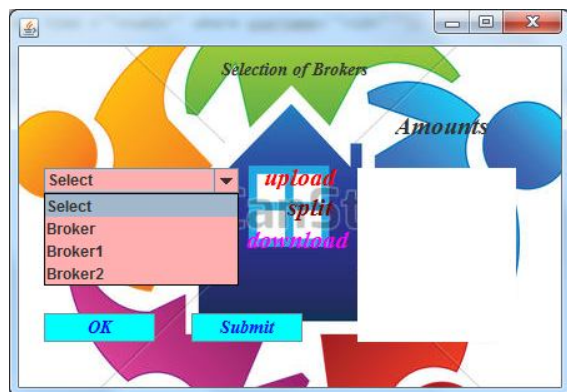 Selection of Brokers
Amounts
Select
upload
Select
split
Broker
download
Broker1
Broker2
OK
Submit